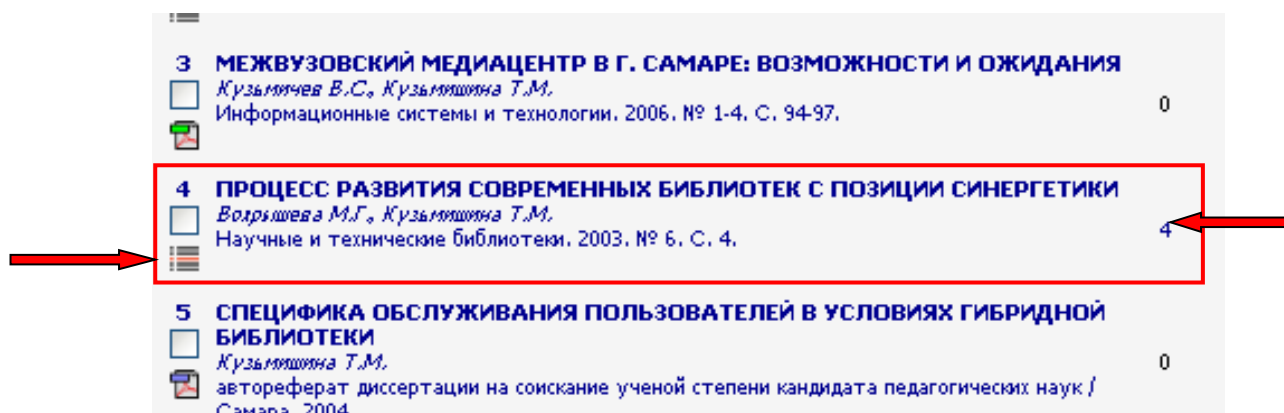 3 МЕЖВУЗОВСКИЙ МЕДИАЦЕНТР В Г. САМАРЕ: ВОЗМОЖНОСТИ И ОЖИДАНИЯ
Кузьмичев В.С., Кузьмишина Т.М.
Информационные системы и технологии. 2006. № 1-4. С. 94-97.
0
4 ПРОЦЕСС РАЗВИТИЯ СОВРЕМЕННЫХ БИБЛИОТЕК С ПОЗИЦИИ СИНЕРГЕТИКИ
Вохрышева М.Г., Кузьмишина Т.М.
Научные и технические библиотеки. 2003. № 6. С. 4.
4
5 СПЕЦИФИКА ОБСЛУЖИВАНИЯ ПОЛЬЗОВАТЕЛЕЙ В УСЛОВИЯХ ГИБРИДНОЙ
БИБЛИОТЕКИ
Кузьмишина Т.М.
0
автореферат диссертации на соискание ученой степени кандидата педагогических наук /
Самара, 2004